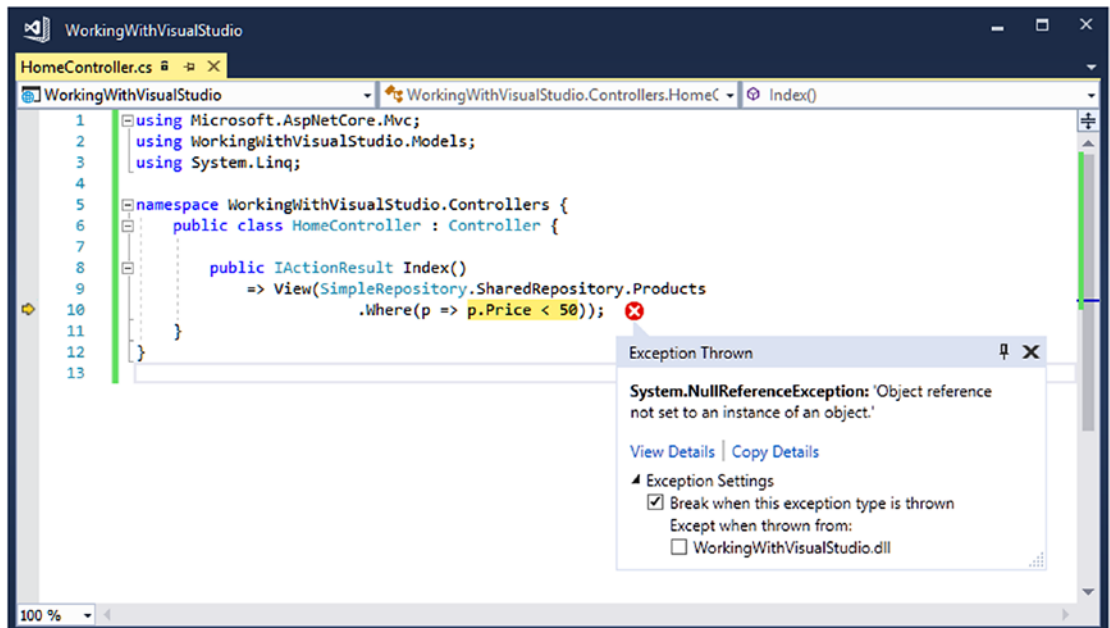 WorkingWithVisualStudio
HomeController.cs
WorkingWithVisualStudio WorkingWithVisualStudio.Controllers.HomeC Index()
1 using Microsoft.AspNetCore.Mvc;
2 using WorkingWithVisualStudio.Models;
3 using System.Linq;
4
5 namespace WorkingWithVisualStudio.Controllers {
6 public class HomeController : Controller {
7
8 public IActionResult Index()
9 => View(SimpleRepository.SharedRepository.Products
10 .Where(p => p.Price < 50));
11 }
12 }
13
Exception Thrown
System.NullReferenceException: 'Object reference
not set to an instance of an object.'
View Details | Copy Details
Exception Settings
Break when this exception type is thrown
Except when thrown from:
WorkingWithVisualStudio.dll
100 %